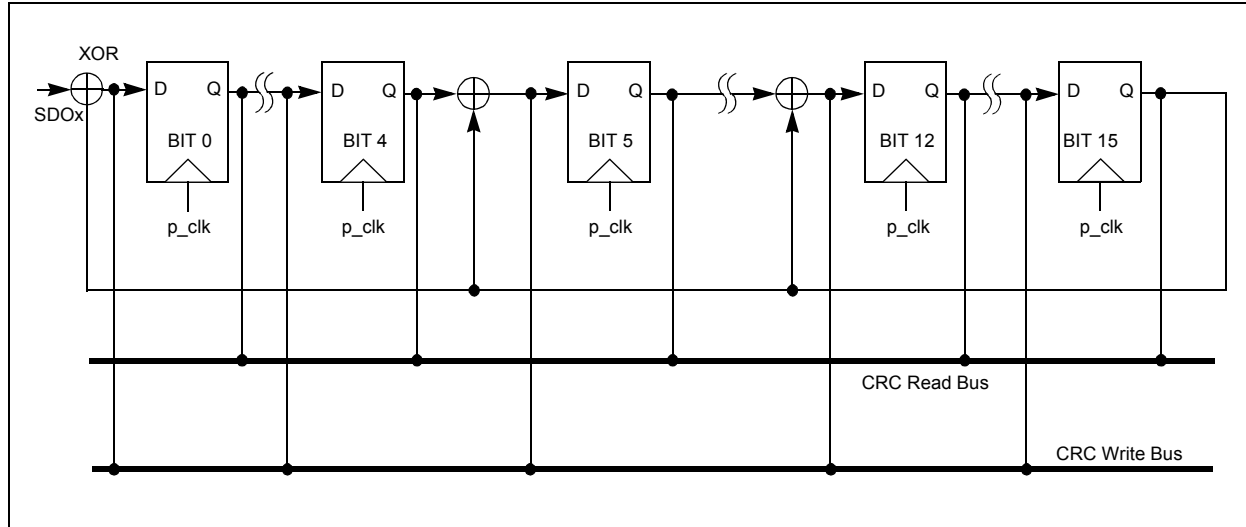 XOR
D Q D Q D Q D Q D Q
SDOx
BIT 0 BIT 4 BIT 5 BIT 12 BIT 15
p_clk p_clk p_clk p_clk p_clk
CRC Read Bus
CRC Write Bus